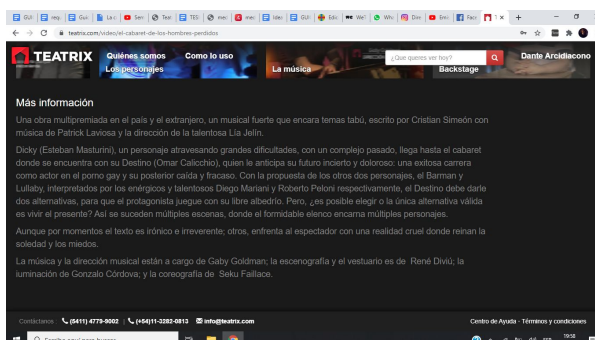 teatrix.com/video/el-cabaret-de-los-hombres-perdidos
TEATRIX
Quiénes somos
Como lo uso
¿Que quieres ver hoy?
Dante Arcidiacono
Los personajes
La música
Backstage
Más información
Una obra multipremiada en el país y el extranjero, un musical fuerte que encara temas tabú, escrito por Cristian Simeón con
música de Patrick Laviosa y la dirección de la talentosa Lía Jelín.
Dicky (Esteban Masturini), un personaje atravesando grandes dificultades, con un complejo pasado, llega hasta el cabaret
donde se encuentra con su Destino (Omar Calicchio), quien le anticipa su futuro incierto y doloroso: una exitosa carrera
como actor en el porno gay y su posterior caída y fracaso. Con la propuesta de los otros dos personajes, el Barman y
Lullaby, interpretados por los enérgicos y talentosos Diego Mariani y Roberto Peloni respectivamente, el Destino debe darle
dos alternativas, para que el protagonista juegue con su libre albedrío. Pero, ¿es posible elegir o la única alternativa válida
es vivir el presente? Así se suceden múltiples escenas, donde el formidable elenco encarna múltiples personajes.
Aunque por momentos el texto es irónico e irreverente; otros, enfrenta al espectador con una realidad cruel donde reinan la
soledad y los miedos.
La música y la dirección musical están a cargo de Gaby Goldman; la escenografía y el vestuario es de René Diviú; la
iuminación de Gonzalo Córdova; y la coreografía de Seku Faillace.
Contáctanos (5411) 4779-9002 | (+54)11-3282-0813 info@teatrix.com
Centro de Ayuda - Términos y condiciones
19:58